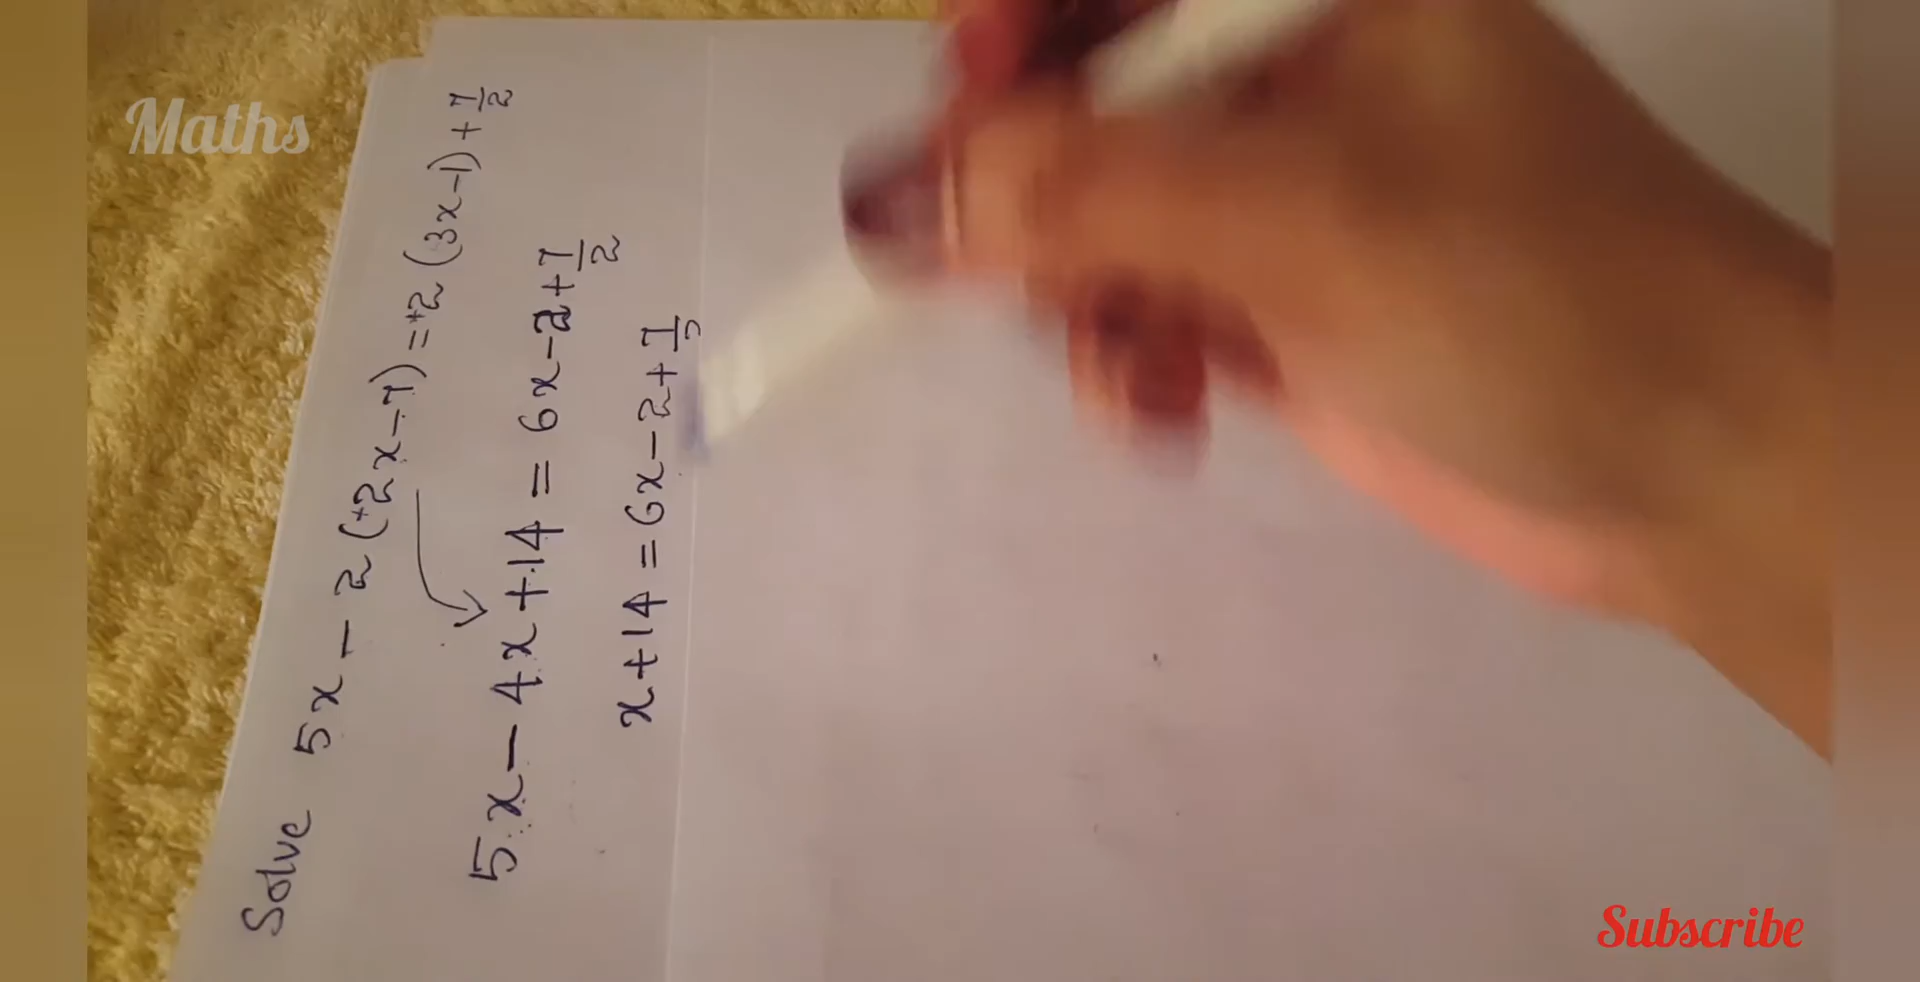 Maths
Solve 5x - 2(+2x-7) = +2(3x-1) + 7/2
5x - 4x + 14 = 6x - 2 + 7/2
x + 14 = 6x - 2 + 7/2
Subscribe